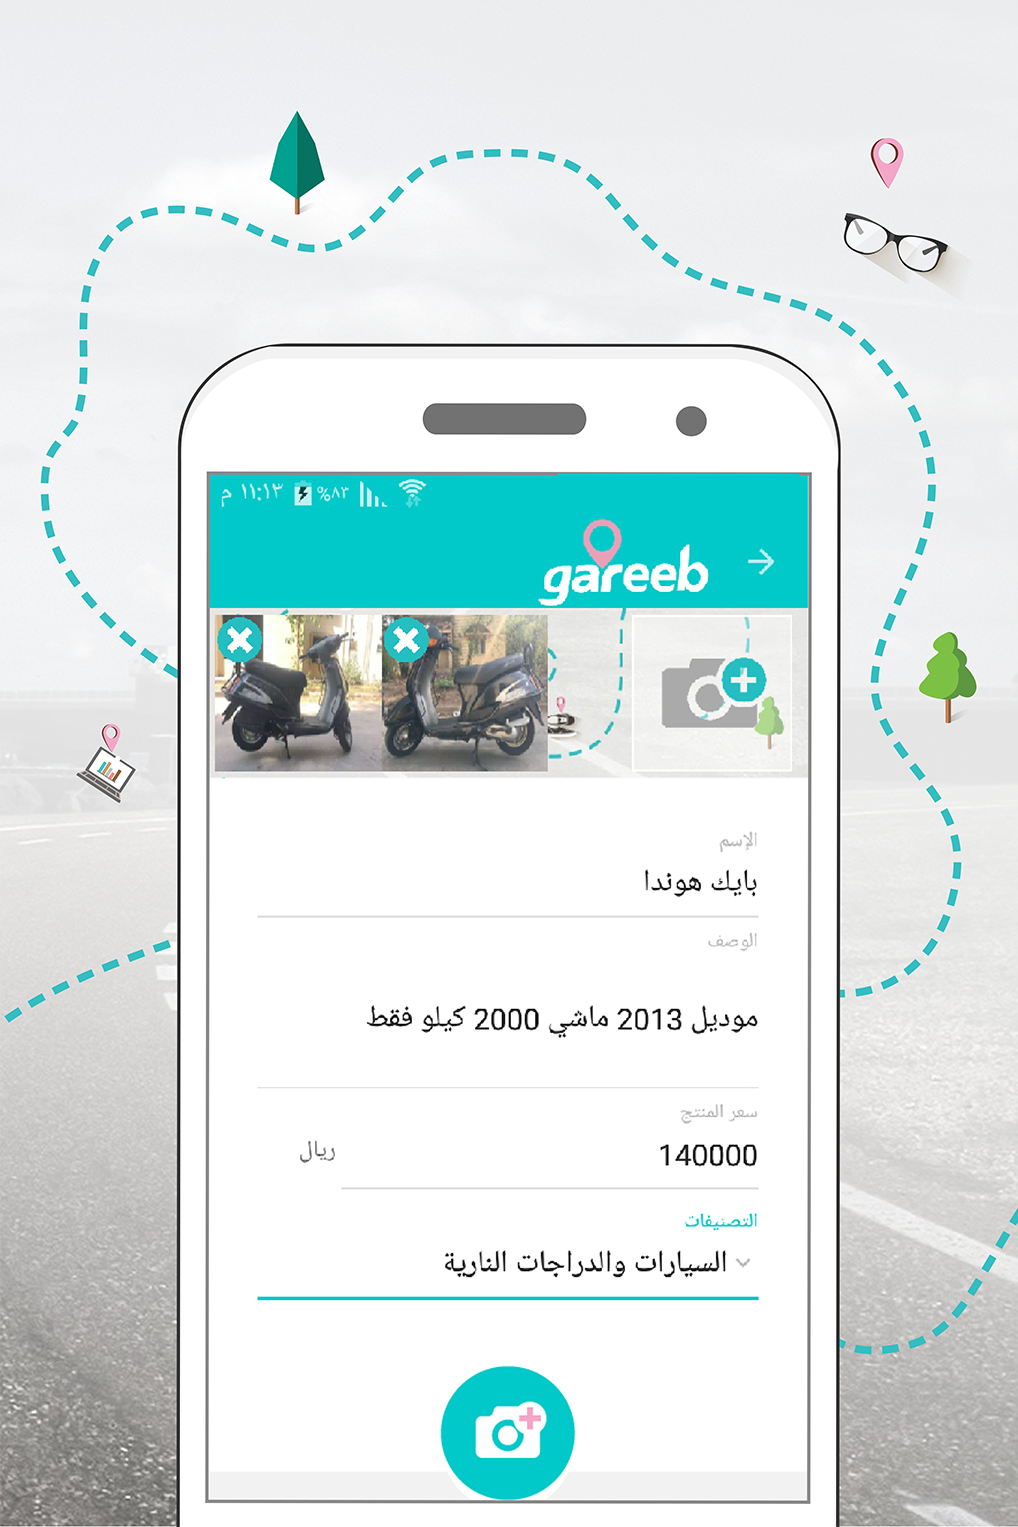 م ١١:١٣ %٨٣
gareeb
الإسم
بايك هوندا
الوصف
موديل 2013 ماشي 2000 كيلو فقط
سعر المنتج
140000 ريال
التصنيفات
السيارات والدراجات النارية